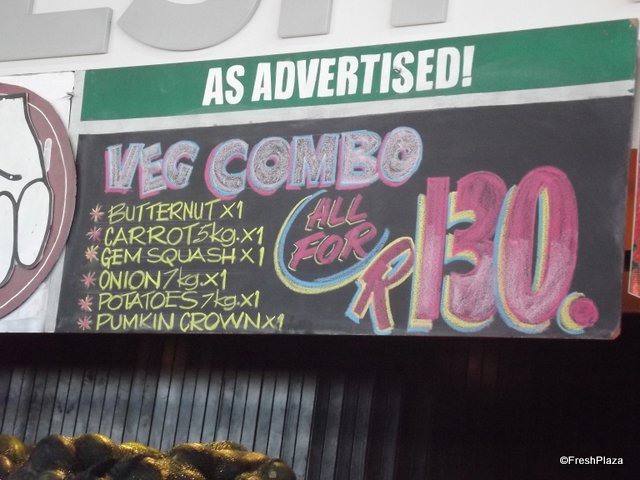 AS ADVERTISED!
VEG COMBO
* BUTTERNUT x1
* CARROT 5kg. x1
* GEM SQUASH x1
* ONION 7kg. x1
* POTATOES 7kg. x1
* PUMKIN CROWN x1
ALL
FOR
R130.
©FreshPlaza